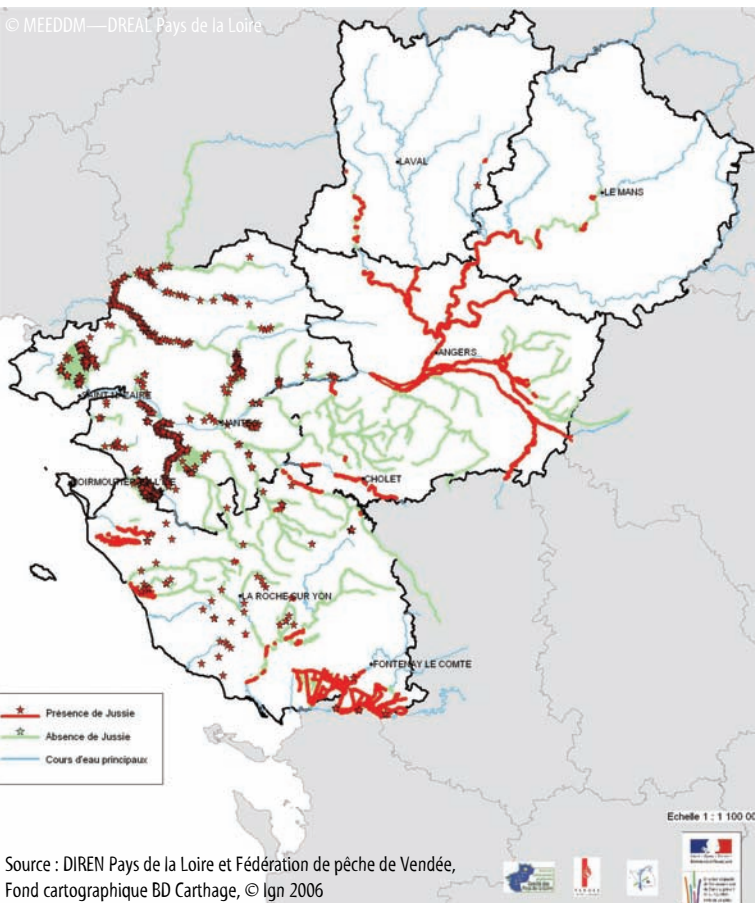 © MEEDDM—DREAL Pays de la Loire
LAVAL
LE MANS
ANGERS
SAINT NAZAIRE
NANTES
CHOLET
LA ROCHE SUR YON
FONTENAY LE COMTE
Présence de Jussie
Absence de Jussie
Cours d'eau principaux
Echelle 1 : 1 100 00
Source : DIREN Pays de la Loire et Fédération de pêche de Vendée,
Fond cartographique BD Carthage, © Ign 2006